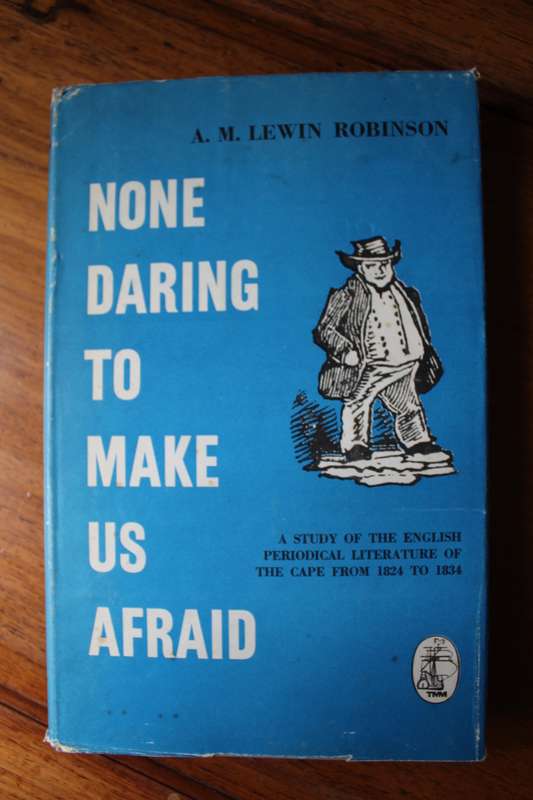 A. M. LEWIN ROBINSON
NONE
DARING
TO
MAKE
US
AFRAID
A STUDY OF THE ENGLISH
PERIODICAL LITERATURE OF
THE CAPE FROM 1824 TO 1834
TMM